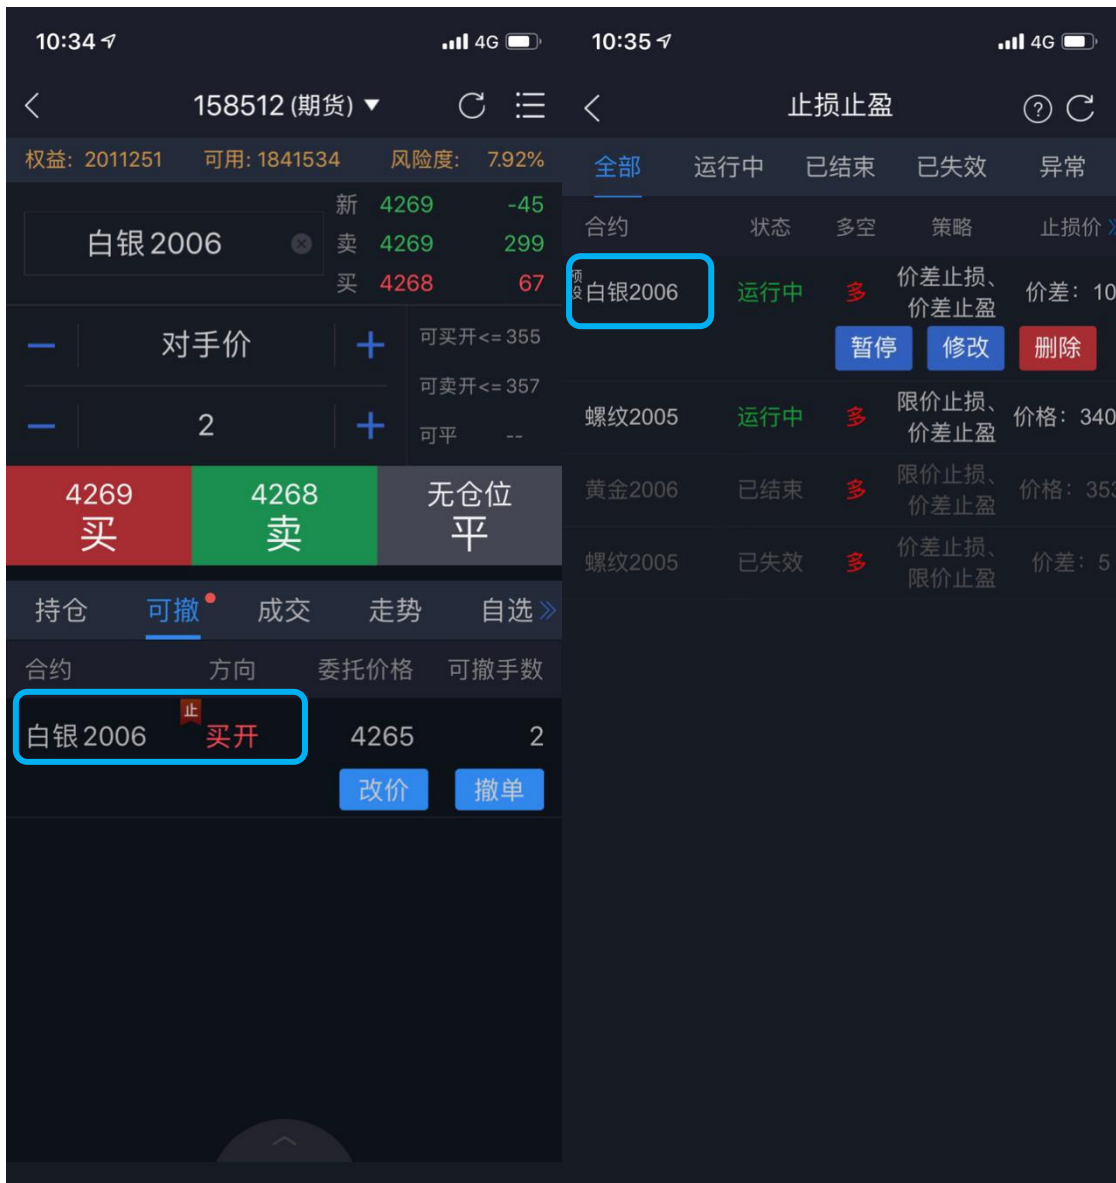 10:34
4G
158512 (期货) ▼
权益: 2011251 可用: 1841534 风险度: 7.92%
白银 2006
新 4269 -45
卖 4269 299
买 4268 67
对手价
可买开<= 355
可卖开<= 357
2
可平 --
4269
买
4268
卖
无仓位
平
持仓 可撤 成交 走势 自选
合约 方向 委托价格 可撤手数
白银 2006 止 买开 4265 2
改价 撤单
10:35
4G
止损止盈
全部 运行中 已结束 已失效 异常
合约 状态 多空 策略 止损价
预设 白银2006 运行中 多 价差止损、 价差: 10
价差止盈
暂停 修改 删除
螺纹2005 运行中 多 限价止损、 价格: 340
价差止盈
黄金2006 已结束 多 限价止损、 价格: 353
价差止盈
螺纹2005 已失效 多 价差止损、 价差: 5
限价止盈